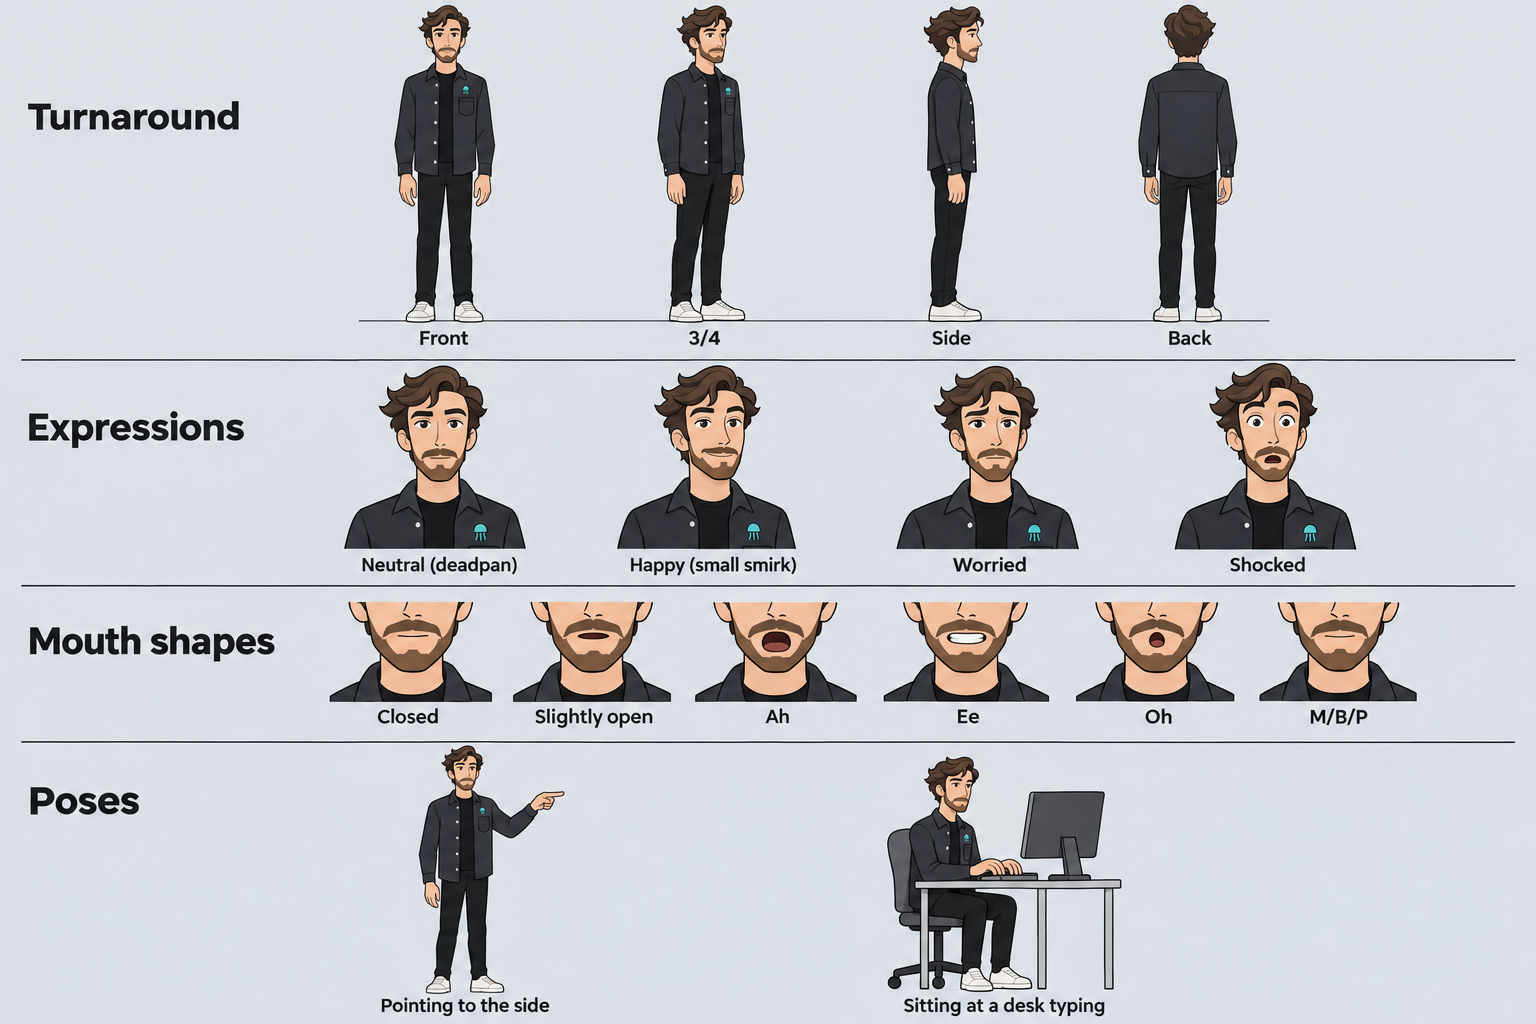 Turnaround
Front
3/4
Side
Back
Expressions
Neutral (deadpan)
Happy (small smirk)
Worried
Shocked
Mouth shapes
Closed
Slightly open
Ah
Ee
Oh
M/B/P
Poses
Pointing to the side
Sitting at a desk typing